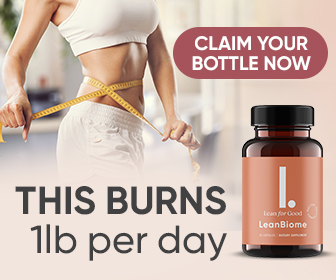 CLAIM YOUR
BOTTLE NOW
THIS BURNS
1lb per day
l.
Lean for Good
LeanBiome